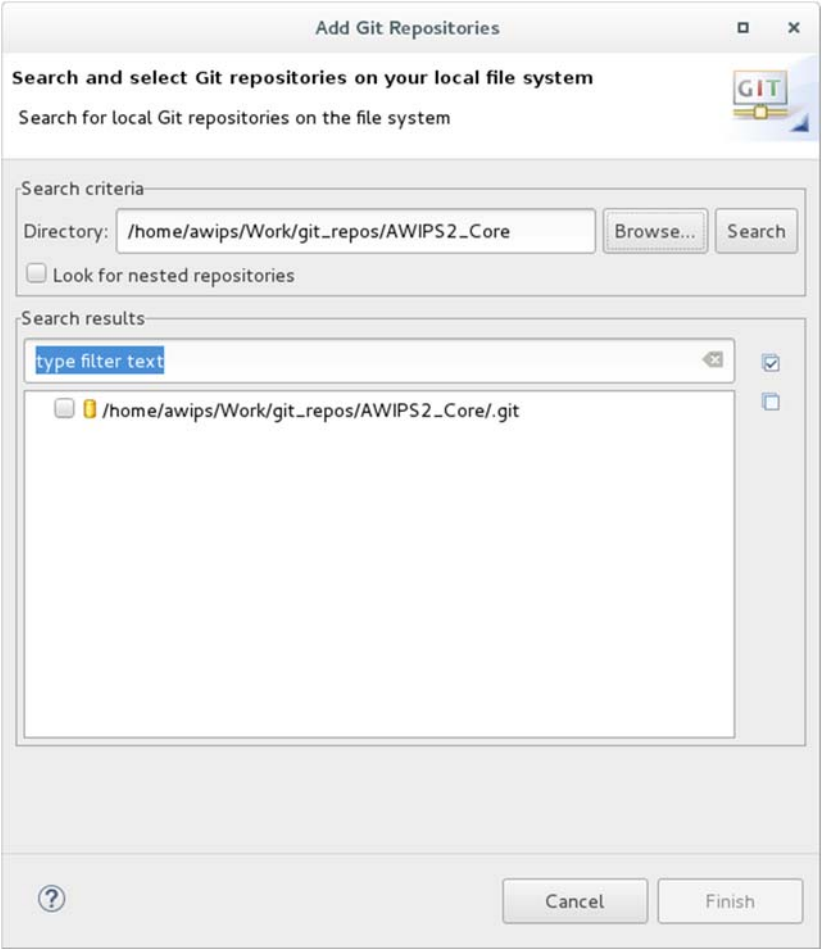 Add Git Repositories
Search and select Git repositories on your local file system
GIT
Search for local Git repositories on the file system
Search criteria
Directory: /home/awips/Work/git_repos/AWIPS2_Core Browse... Search
Look for nested repositories
Search results
type filter text
/home/awips/Work/git_repos/AWIPS2_Core/.git
? Cancel Finish